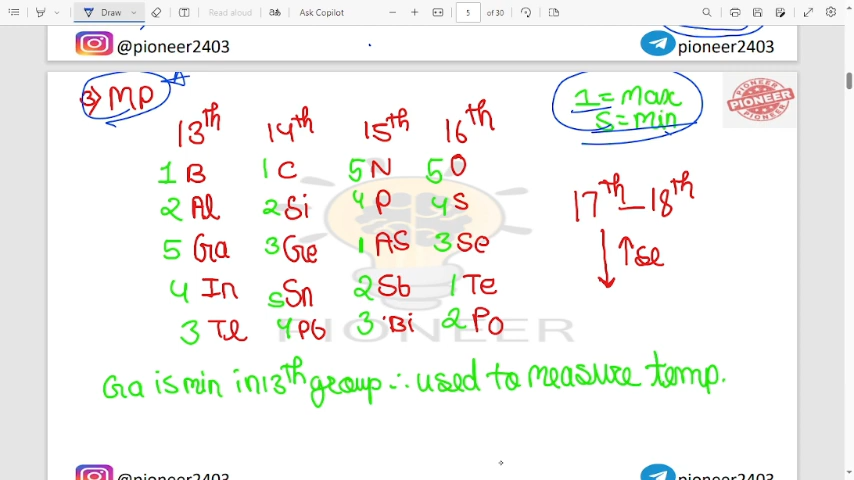 Draw
Read aloud
Ask Copilot
5
of 30
@pioneer2403
pioneer2403
3) MP
1 = max
5 = min
PIONEER
13th 14th 15th 16th
1 B 1 C 5 N 5 O
2 Al 2 Si 4 P 4 S
5 Ga 3 Ge 1 AS 3 Se
4 In 5 Sn 2 Sb 1 Te
3 Tl 4 Pb 3 Bi 2 Po
17th – 18th
↓ ↑se
PIONEER
Ga is min in 13th group ∴ used to measure temp.
@pioneer2403
pioneer2403